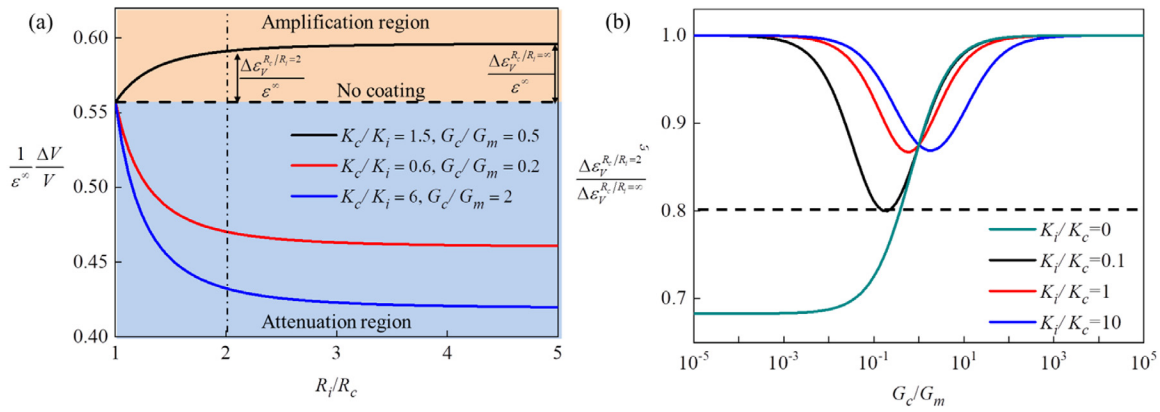 (a)
Amplification region
0.60
0.55
0.50
0.45
0.40
1/ε^∞ ΔV/V
Δε_V^{R_c/R_i=2}/ε^∞
Δε_V^{R_c/R_i=∞}/ε^∞
No coating
K_c/K_i = 1.5, G_c/G_m = 0.5
K_c/K_i = 0.6, G_c/G_m = 0.2
K_c/K_i = 6, G_c/G_m = 2
Attenuation region
1 2 3 4 5
R_i/R_c
(b)
1.0
0.9
0.8
0.7
Δε_V^{R_c/R_i=2}/Δε_V^{R_c/R_i=∞}
K_i/K_c=0
K_i/K_c=0.1
K_i/K_c=1
K_i/K_c=10
10^-5 10^-3 10^-1 10^1 10^3 10^5
G_c/G_m